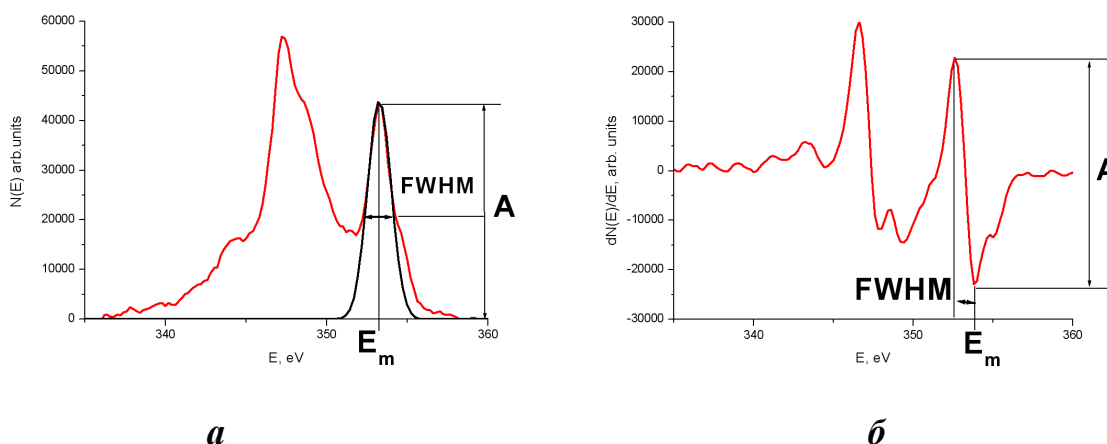 60000
50000
40000
30000
20000
10000
0
N(E) arb.units
FWHM
A
340
350
360
E, eV
E m
a
30000
20000
10000
0
-10000
-20000
-30000
dN(E)/dE, arb. units
FWHM
A
340
350
360
E, eV
E m
б